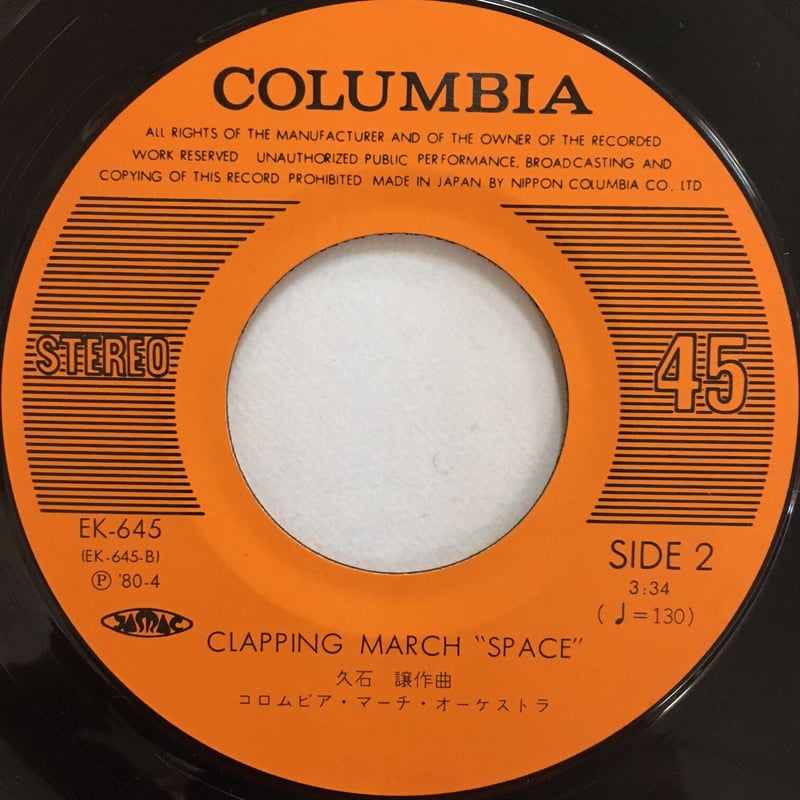 COLUMBIA
ALL RIGHTS OF THE MANUFACTURER AND OF THE OWNER OF THE RECORDED
WORK RESERVED UNAUTHORIZED PUBLIC PERFORMANCE, BROADCASTING AND
COPYING OF THIS RECORD PROHIBITED MADE IN JAPAN BY NIPPON COLUMBIA CO., LTD
STEREO
45
EK-645
(EK-645-B)
Ⓟ '80-4
JASRAC
SIDE 2
3:34
(♩=130)
CLAPPING MARCH "SPACE"
久石 譲作曲
コロムビア・マーチ・オーケストラ